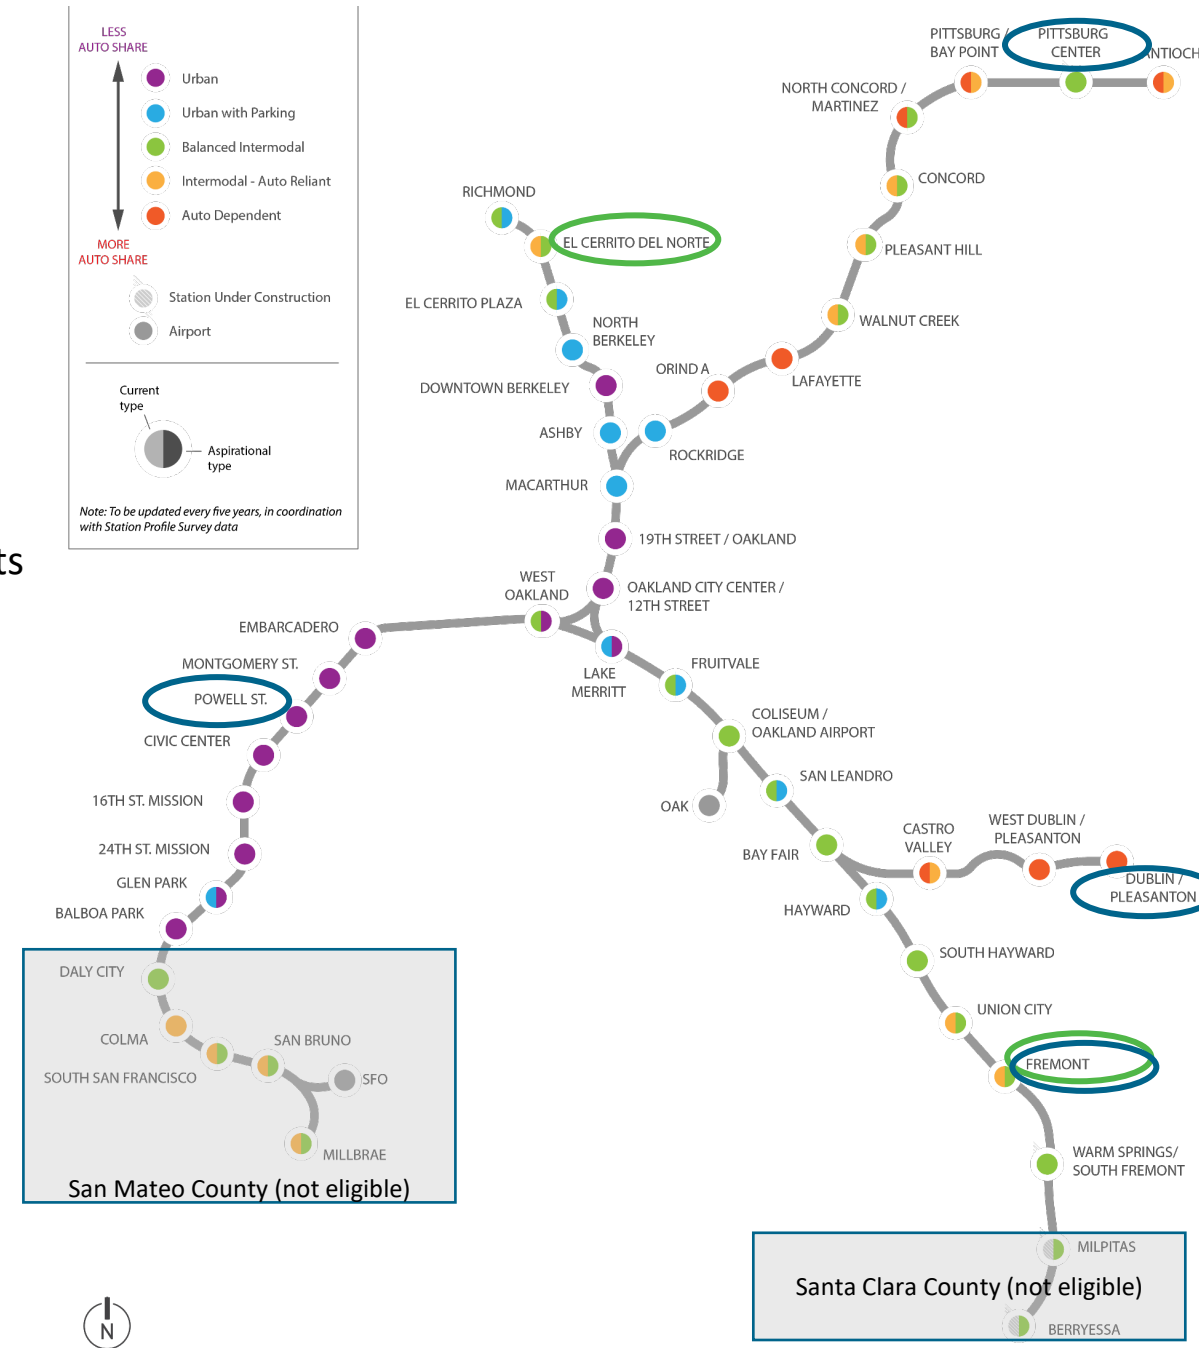 LESS
AUTO SHARE
Urban
Urban with Parking
Balanced Intermodal
Intermodal - Auto Reliant
Auto Dependent
MORE
AUTO SHARE
Station Under Construction
Airport
Current
type
Aspirational
type
Note: To be updated every five years, in coordination
with Station Profile Survey data
ts
PITTSBURG /
BAY POINT
PITTSBURG
CENTER
ANTIOCH
NORTH CONCORD /
MARTINEZ
CONCORD
PLEASANT HILL
WALNUT CREEK
LAFAYETTE
ORIND A
ROCKRIDGE
RICHMOND
EL CERRITO DEL NORTE
EL CERRITO PLAZA
NORTH
BERKELEY
DOWNTOWN BERKELEY
ASHBY
MACARTHUR
19TH STREET / OAKLAND
OAKLAND CITY CENTER /
12TH STREET
WEST
OAKLAND
LAKE
MERRITT
EMBARCADERO
MONTGOMERY ST.
POWELL ST.
CIVIC CENTER
16TH ST. MISSION
24TH ST. MISSION
GLEN PARK
BALBOA PARK
DALY CITY
COLMA
SOUTH SAN FRANCISCO
SAN BRUNO
SFO
MILLBRAE
San Mateo County (not eligible)
FRUITVALE
COLISEUM /
OAKLAND AIRPORT
OAK
SAN LEANDRO
BAY FAIR
CASTRO
VALLEY
WEST DUBLIN /
PLEASANTON
DUBLIN /
PLEASANTON
HAYWARD
SOUTH HAYWARD
UNION CITY
FREMONT
WARM SPRINGS/
SOUTH FREMONT
MILPITAS
Santa Clara County (not eligible)
BERRYESSA
N